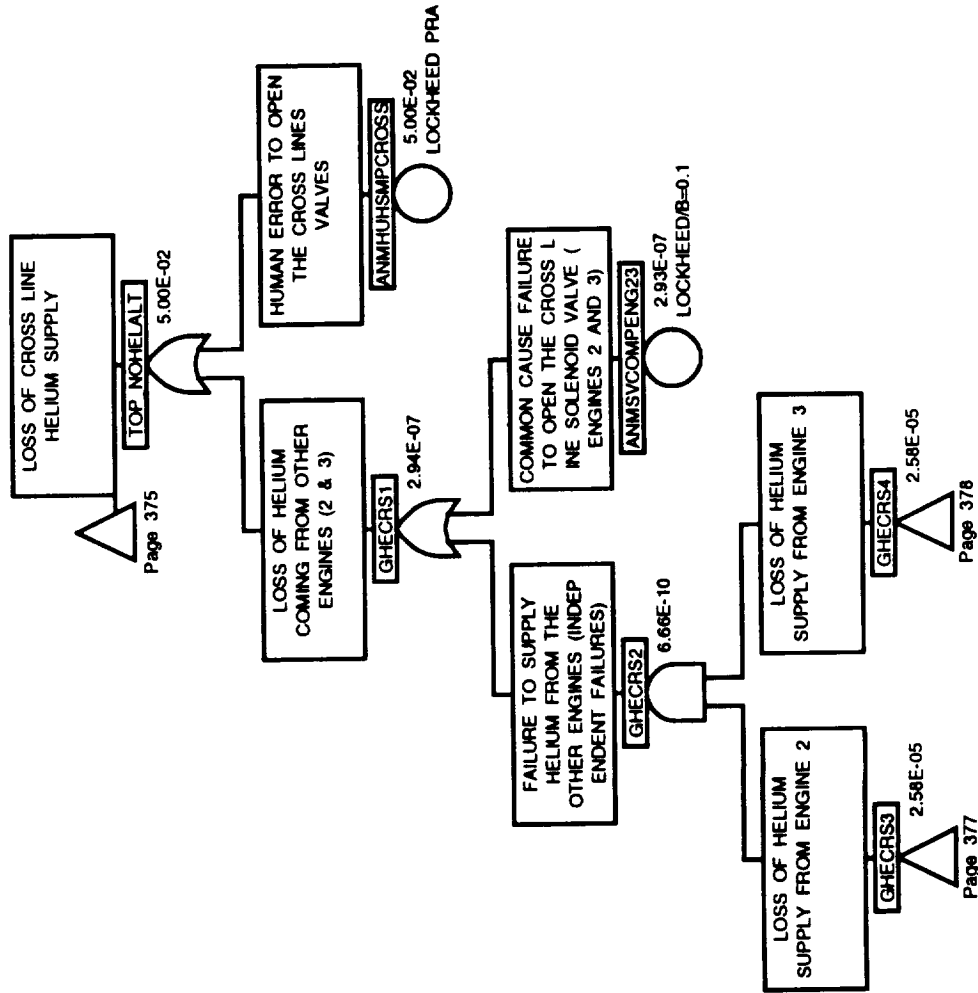 LOSS OF CROSS LINE
HELIUM SUPPLY
TOP_NOHELALT
5.00E-02
Page 375
LOSS OF HELIUM
COMING FROM OTHER
ENGINES (2 & 3)
GHECRS1
2.94E-07
HUMAN ERROR TO OPEN
THE CROSS LINES
VALVES
ANMHUHSMPCROSS
5.00E-02
LOCKHEED PRA
FAILURE TO SUPPLY
HELIUM FROM THE
OTHER ENGINES (INDEP
ENDENT FAILURES)
GHECRS2
6.66E-10
COMMON CAUSE FAILURE
TO OPEN THE CROSS L
INE SOLENOID VALVE (
ENGINES 2 AND 3)
ANMSVCOMPENG23
2.93E-07
LOCKHEED/B=0.1
LOSS OF HELIUM
SUPPLY FROM ENGINE 2
GHECRS3
2.58E-05
Page 377
LOSS OF HELIUM
SUPPLY FROM ENGINE 3
GHECRS4
2.58E-05
Page 378